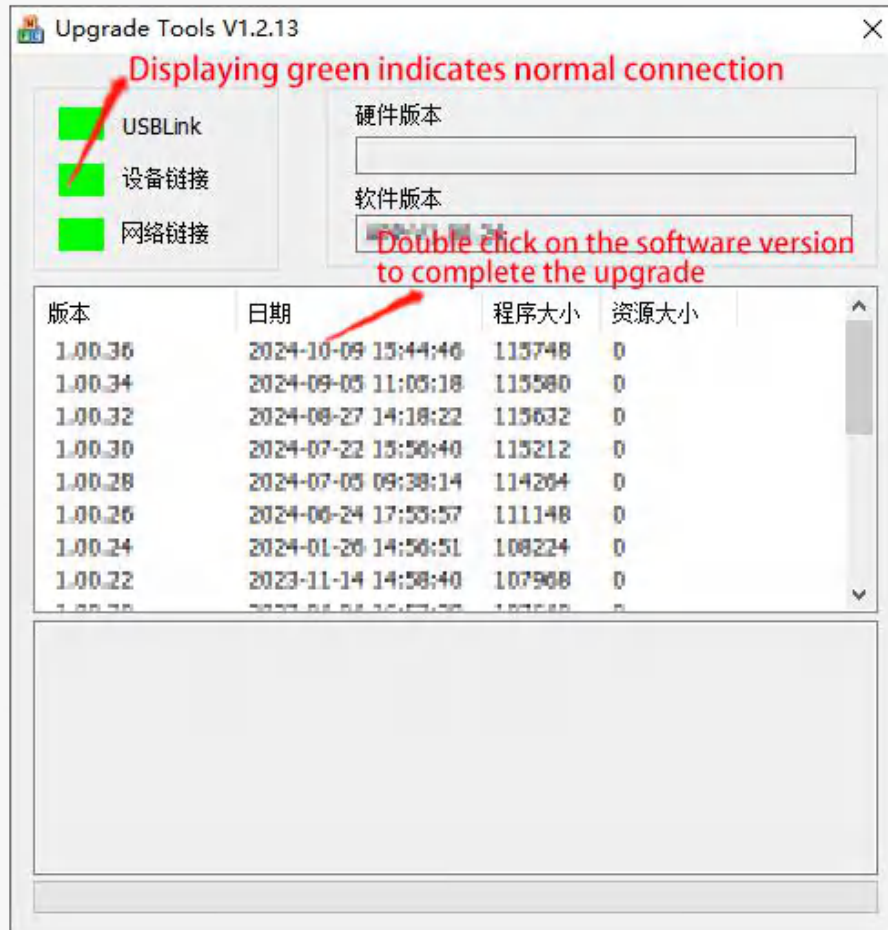 Upgrade Tools V1.2.13
Displaying green indicates normal connection
USBLink
设备链接
网络链接
硬件版本
软件版本
Double click on the software version
to complete the upgrade
版本 日期 程序大小 资源大小
1.00.36 2024-10-09 15:44:46 115748 0
1.00.34 2024-09-05 11:05:18 115580 0
1.00.32 2024-08-27 14:18:22 115632 0
1.00.30 2024-07-22 15:56:40 115212 0
1.00.28 2024-07-05 09:38:14 114264 0
1.00.26 2024-06-24 17:55:57 111148 0
1.00.24 2024-01-26 14:56:51 108224 0
1.00.22 2023-11-14 14:58:40 107968 0